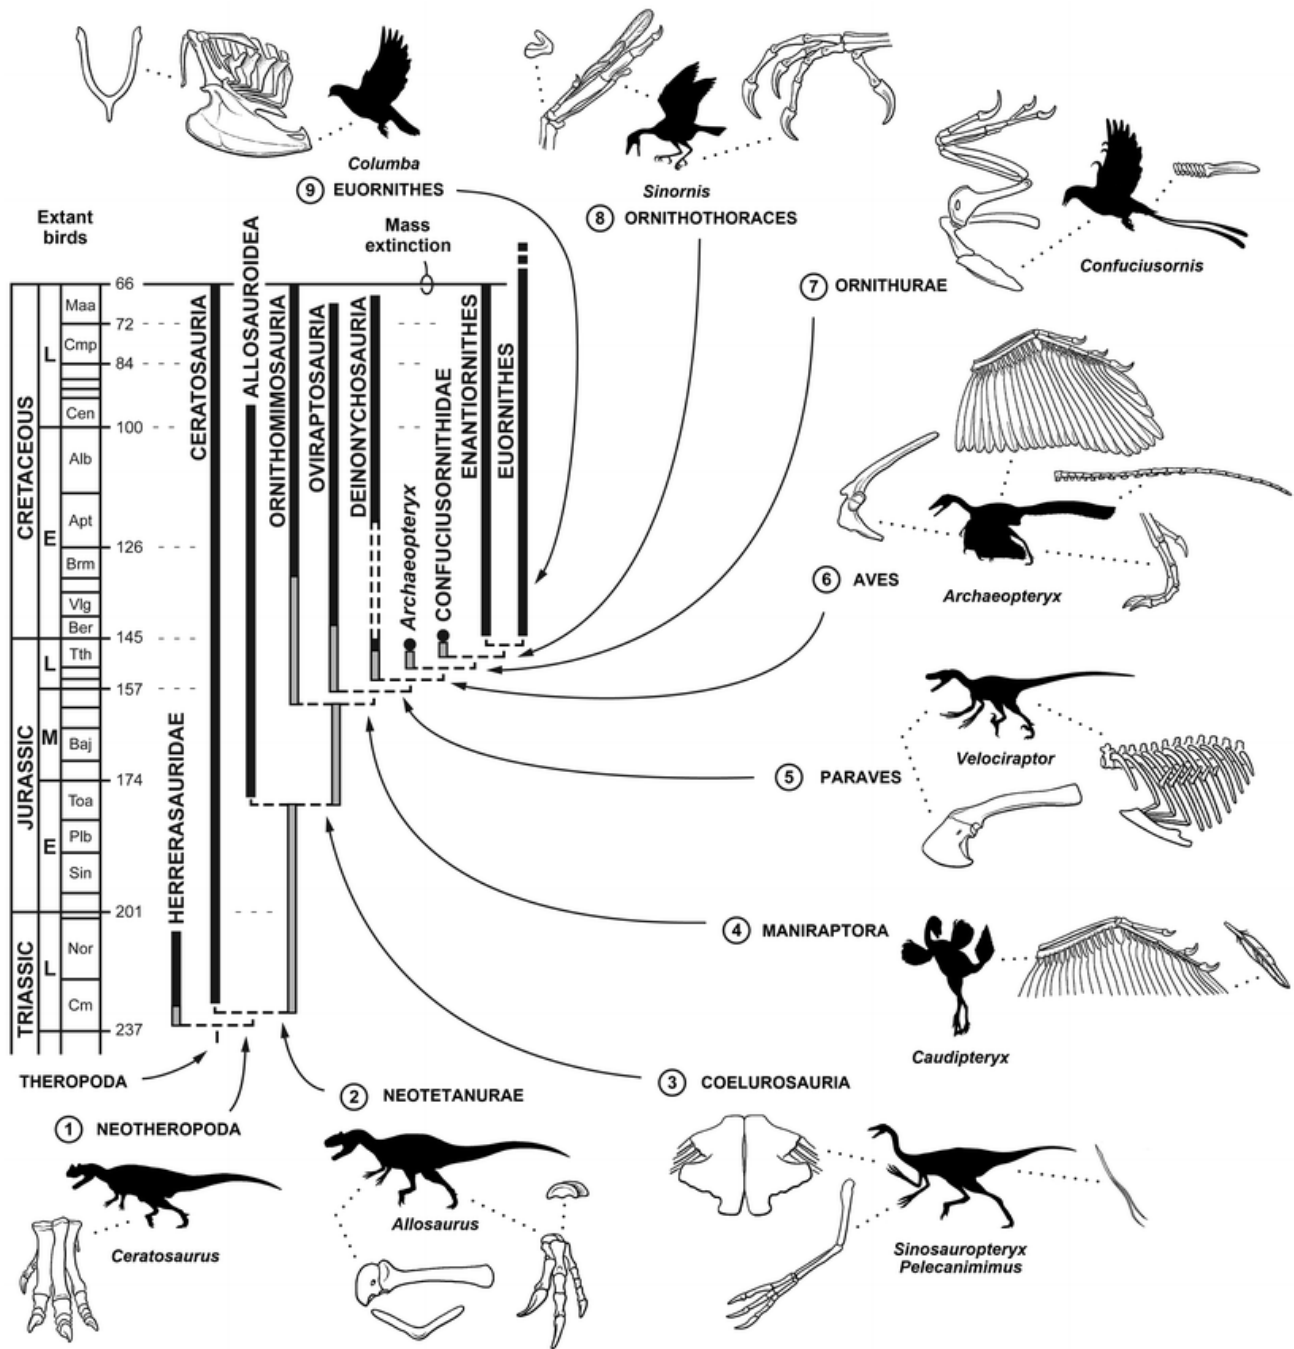 Columba
9 EUORNITHES
Sinornis
8 ORNITHOTHORACES
Confuciusornis
7 ORNITHURAE
Extant
birds
Mass
extinction
66
72
84
100
126
145
157
174
201
237
CRETACEOUS
JURASSIC
TRIASSIC
L
E
L
M
E
L
Maa
Cmp
Cen
Alb
Apt
Brm
Vlg
Ber
Tth
Baj
Toa
Plb
Sin
Nor
Crn
HERRERASAURIDAE
CERATOSAURIA
ALLOSAUROIDEA
ORNITHOMIMOSAURIA
OVIRAPTOSAURIA
DEINONYCHOSAURIA
Archaeopteryx
CONFUCIUSORNITHIDAE
ENANTIORNITHES
EUORNITHES
6 AVES
Archaeopteryx
Velociraptor
5 PARAVES
4 MANIRAPTORA
Caudipteryx
THEROPODA
3 COELUROSAURIA
2 NEOTETANURAE
1 NEOTHEROPODA
Ceratosaurus
Allosaurus
Sinosauropteryx
Pelecanimimus